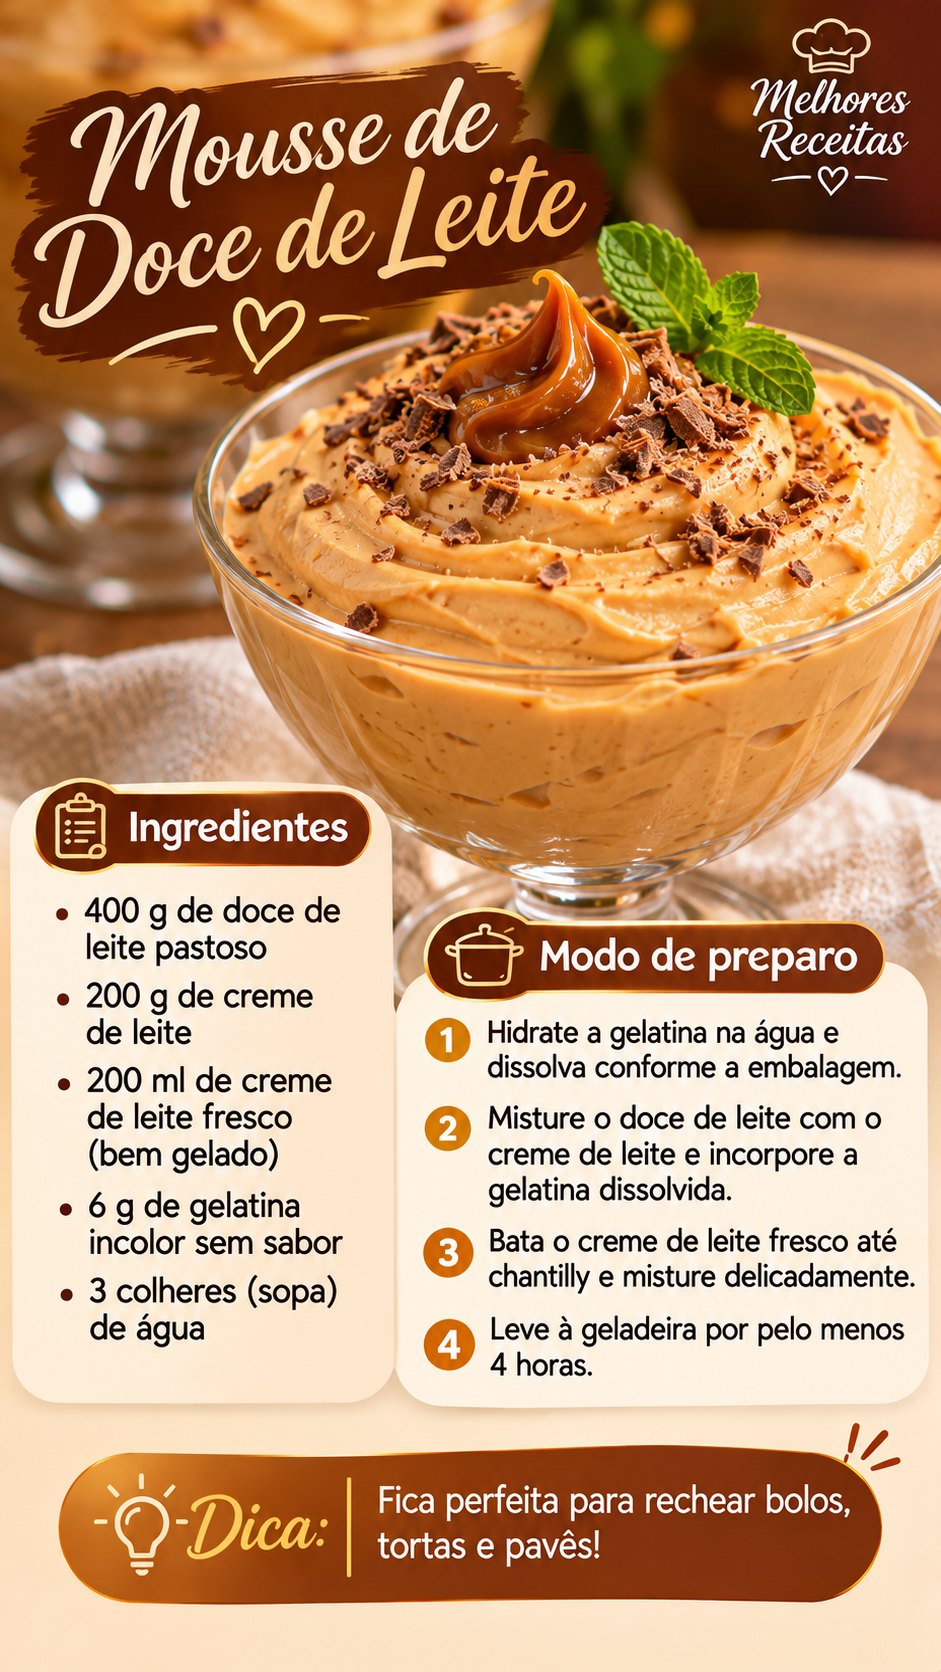 Mousse de
Doce de Leite
Melhores
Receitas
Ingredientes
• 400 g de doce de
leite pastoso
• 200 g de creme
de leite
• 200 ml de creme
de leite fresco
(bem gelado)
• 6 g de gelatina
incolor sem sabor
• 3 colheres (sopa)
de água
Modo de preparo
1 Hidrate a gelatina na água e
dissolva conforme a embalagem.
2 Misture o doce de leite com o
creme de leite e incorpore a
gelatina dissolvida.
3 Bata o creme de leite fresco até
chantilly e misture delicadamente.
4 Leve à geladeira por pelo menos
4 horas.
Dica:
Fica perfeita para rechear bolos,
tortas e pavês!